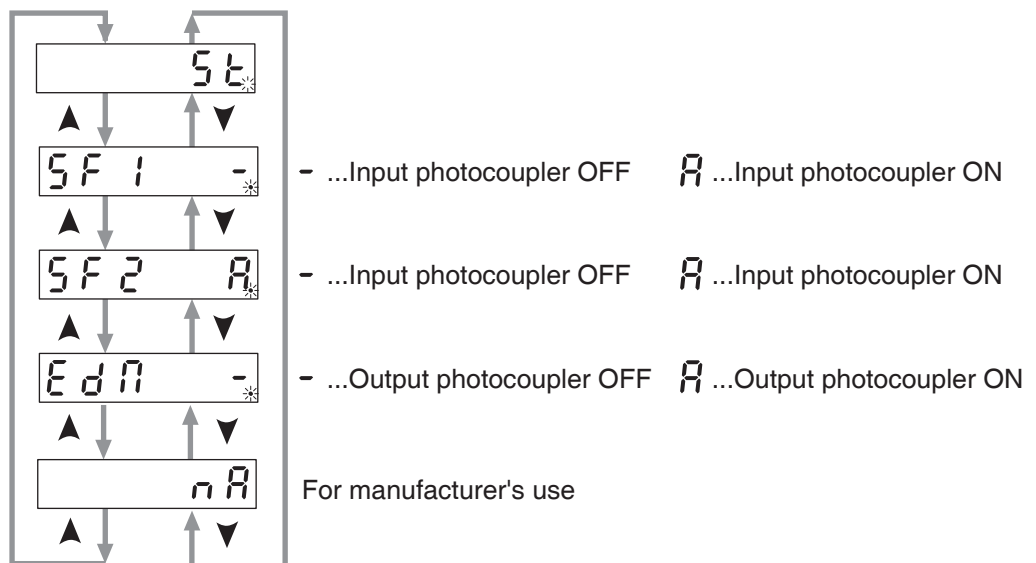 St.
SF1 -.
- ...Input photocoupler OFF A ...Input photocoupler ON
SF2 A.
- ...Input photocoupler OFF A ...Input photocoupler ON
EdM -.
- ...Output photocoupler OFF A ...Output photocoupler ON
nA
For manufacturer's use